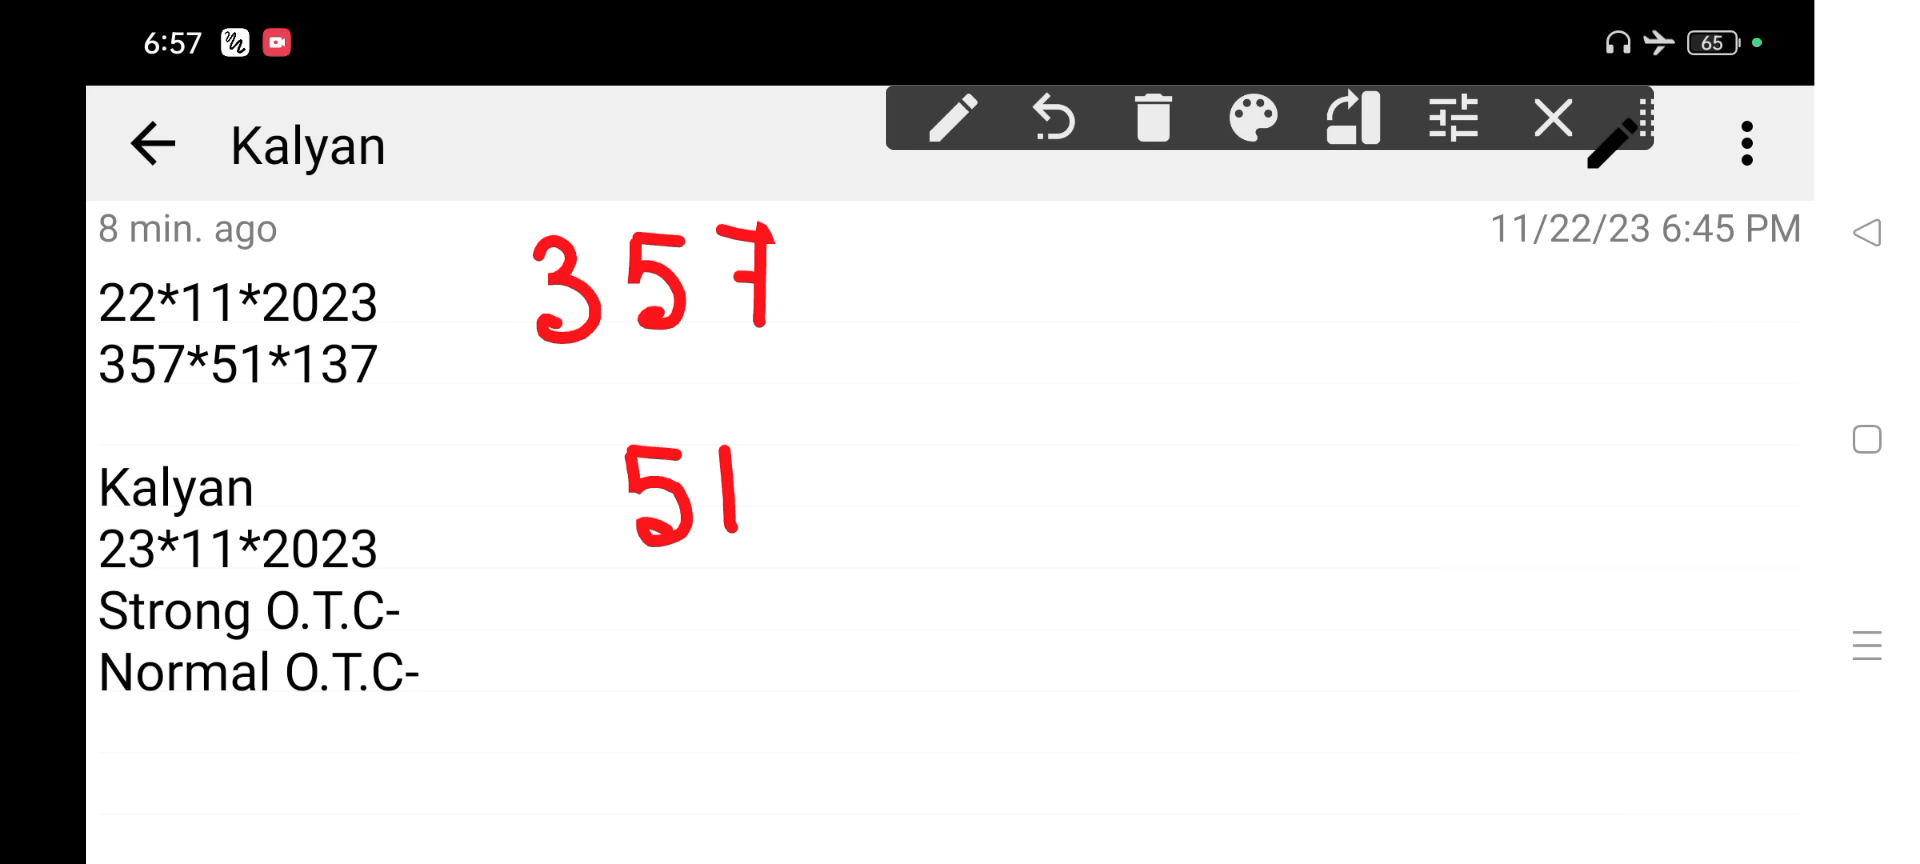 6:57
65
Kalyan
8 min. ago
11/22/23 6:45 PM
22*11*2023
357
357*51*137
Kalyan
51
23*11*2023
Strong O.T.C-
Normal O.T.C-